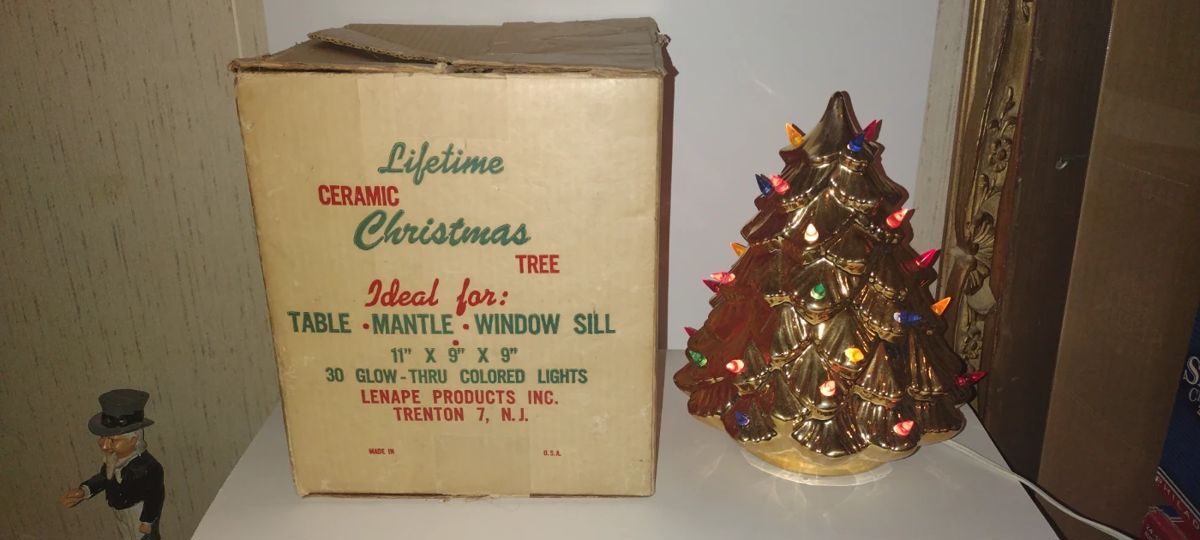 Lifetime
CERAMIC
Christmas
TREE
Ideal for:
TABLE • MANTLE • WINDOW SILL
11" X 9" X 9"
30 GLOW-THRU COLORED LIGHTS
LENAPE PRODUCTS INC.
TRENTON 7, N.J.
MADE IN U.S.A.